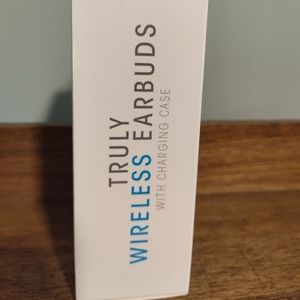 TRULY
WIRELESS EARBUDS
WITH CHARGING CASE